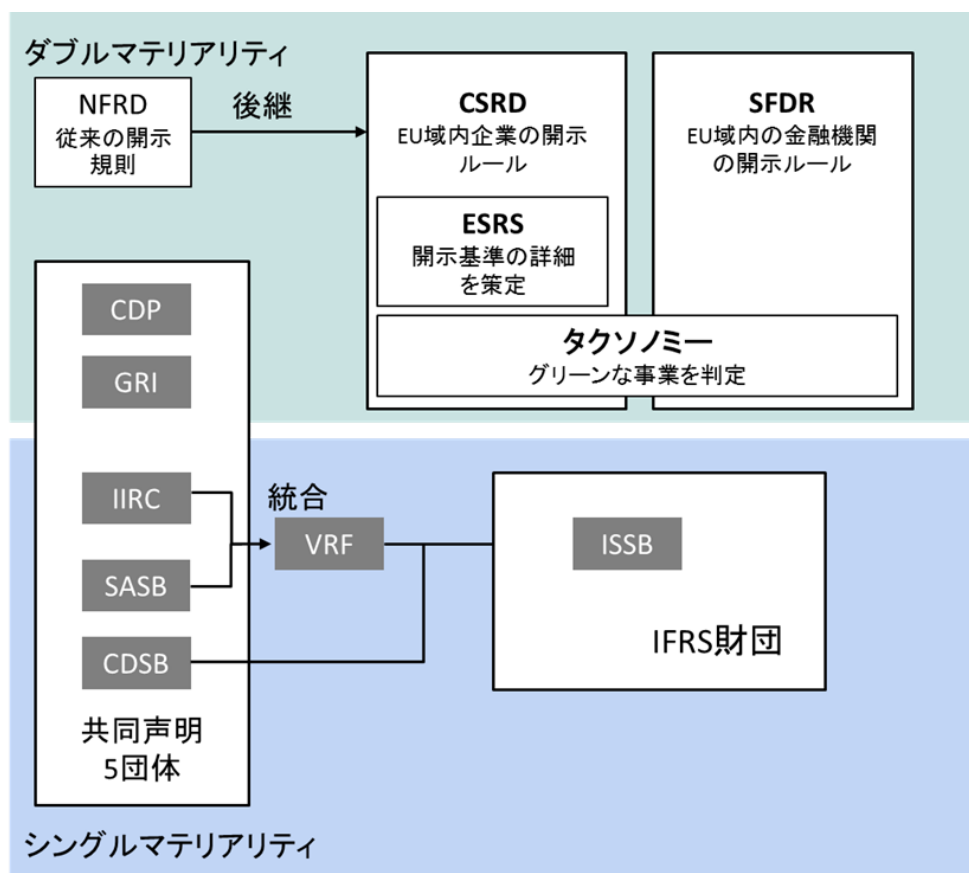 ダブルマテリアリティ
NFRD
従来の開示
規則
後継
CSRD
EU域内企業の開示
ルール
ESRS
開示基準の詳細
を策定
SFDR
EU域内の金融機関
の開示ルール
タクソノミー
グリーンな事業を判定
CDP
GRI
IIRC
SASB
CDSB
共同声明
5団体
統合
VRF
ISSB
IFRS財団
シングルマテリアリティ